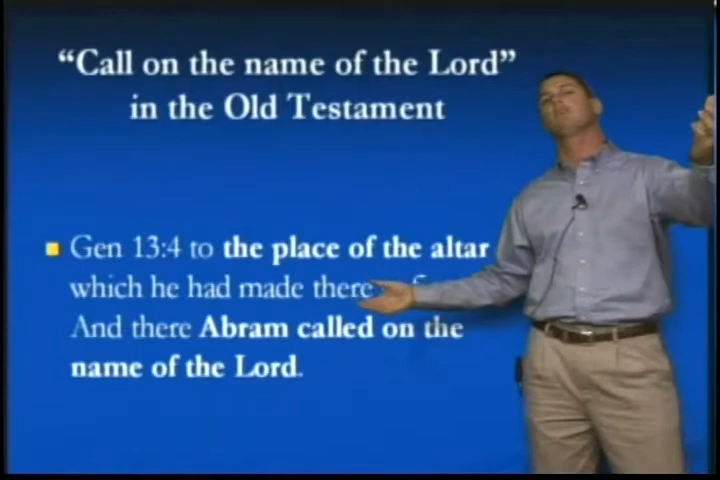 “Call on the name of the Lord”
in the Old Testament
Gen 13:4 to the place of the altar
which he had made there
And there Abram called on the
name of the Lord.